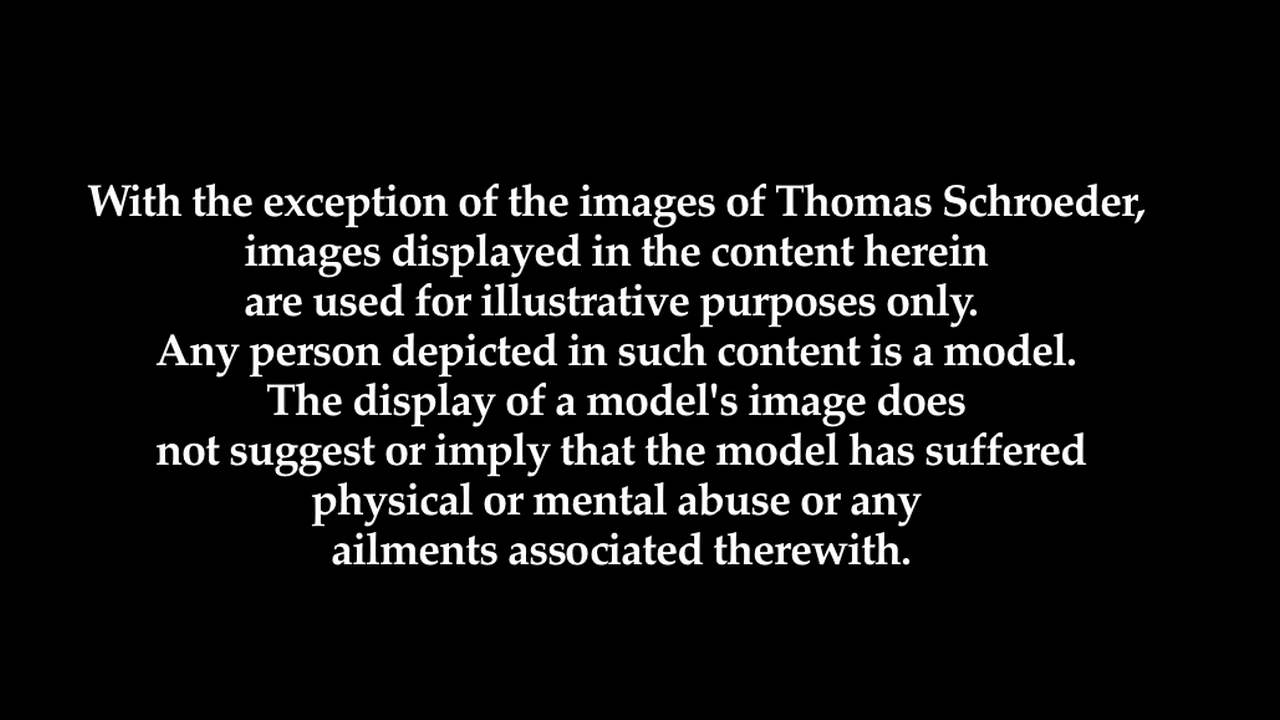 With the exception of the images of Thomas Schroeder,
images displayed in the content herein
are used for illustrative purposes only.
Any person depicted in such content is a model.
The display of a model's image does
not suggest or imply that the model has suffered
physical or mental abuse or any
ailments associated therewith.